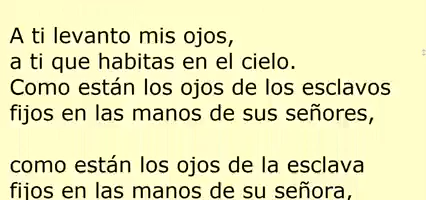 A ti levanto mis ojos,
a ti que habitas en el cielo.
Como están los ojos de los esclavos
fijos en las manos de sus señores,
como están los ojos de la esclava
fijos en las manos de su señora,